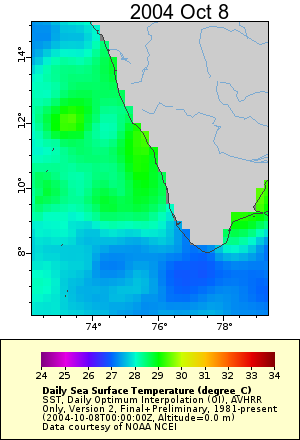 2004 Oct 8
14°
12°
10°
8°
74°
76°
78°
24 25 26 27 28 29 30 31 32 33 34
Daily Sea Surface Temperature (degree_C)
SST, Daily Optimum Interpolation (OI), AVHRR
Only, Version 2, Final+Preliminary, 1981-present
(2004-10-08T00:00:00Z, Altitude=0.0 m)
Data courtesy of NOAA NCEI